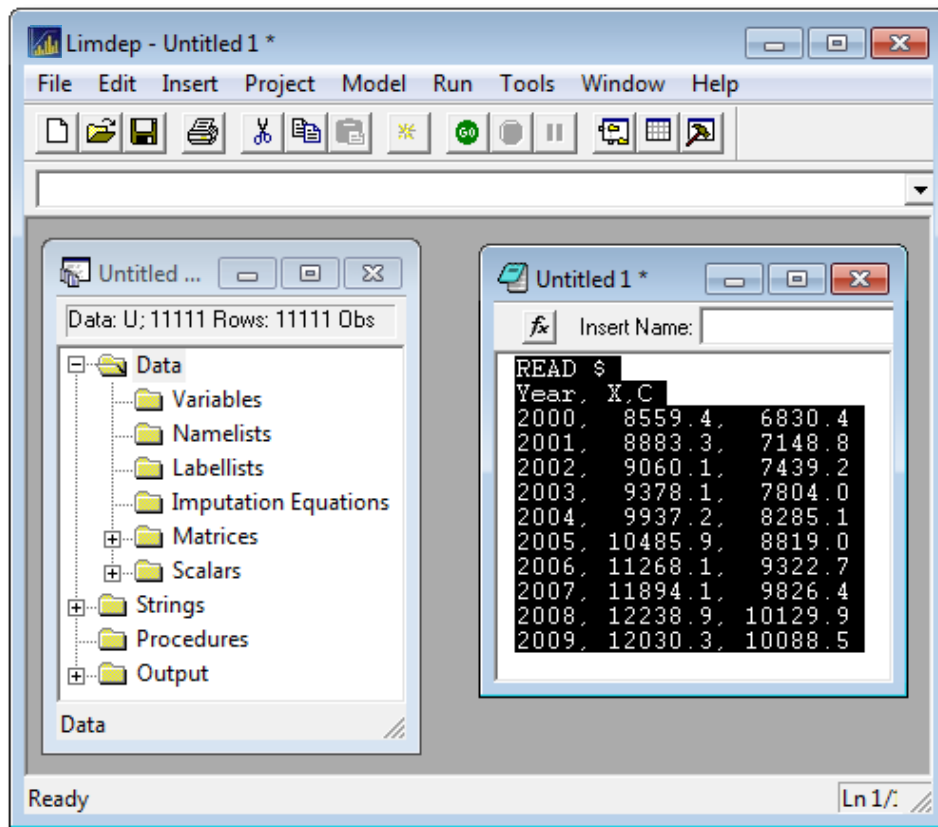 Limdep - Untitled 1 *
File Edit Insert Project Model Run Tools Window Help
GO
Untitled ...
Data: U; 11111 Rows: 11111 Obs
Data
Variables
Namelists
Labellists
Imputation Equations
Matrices
Scalars
Strings
Procedures
Output
Data
Untitled 1 *
fx Insert Name:
READ $
Year, X,C
2000, 8559.4, 6830.4
2001, 8883.3, 7148.8
2002, 9060.1, 7439.2
2003, 9378.1, 7804.0
2004, 9937.2, 8285.1
2005, 10485.9, 8819.0
2006, 11268.1, 9322.7
2007, 11894.1, 9826.4
2008, 12238.9, 10129.9
2009, 12030.3, 10088.5
Ready Ln 1/